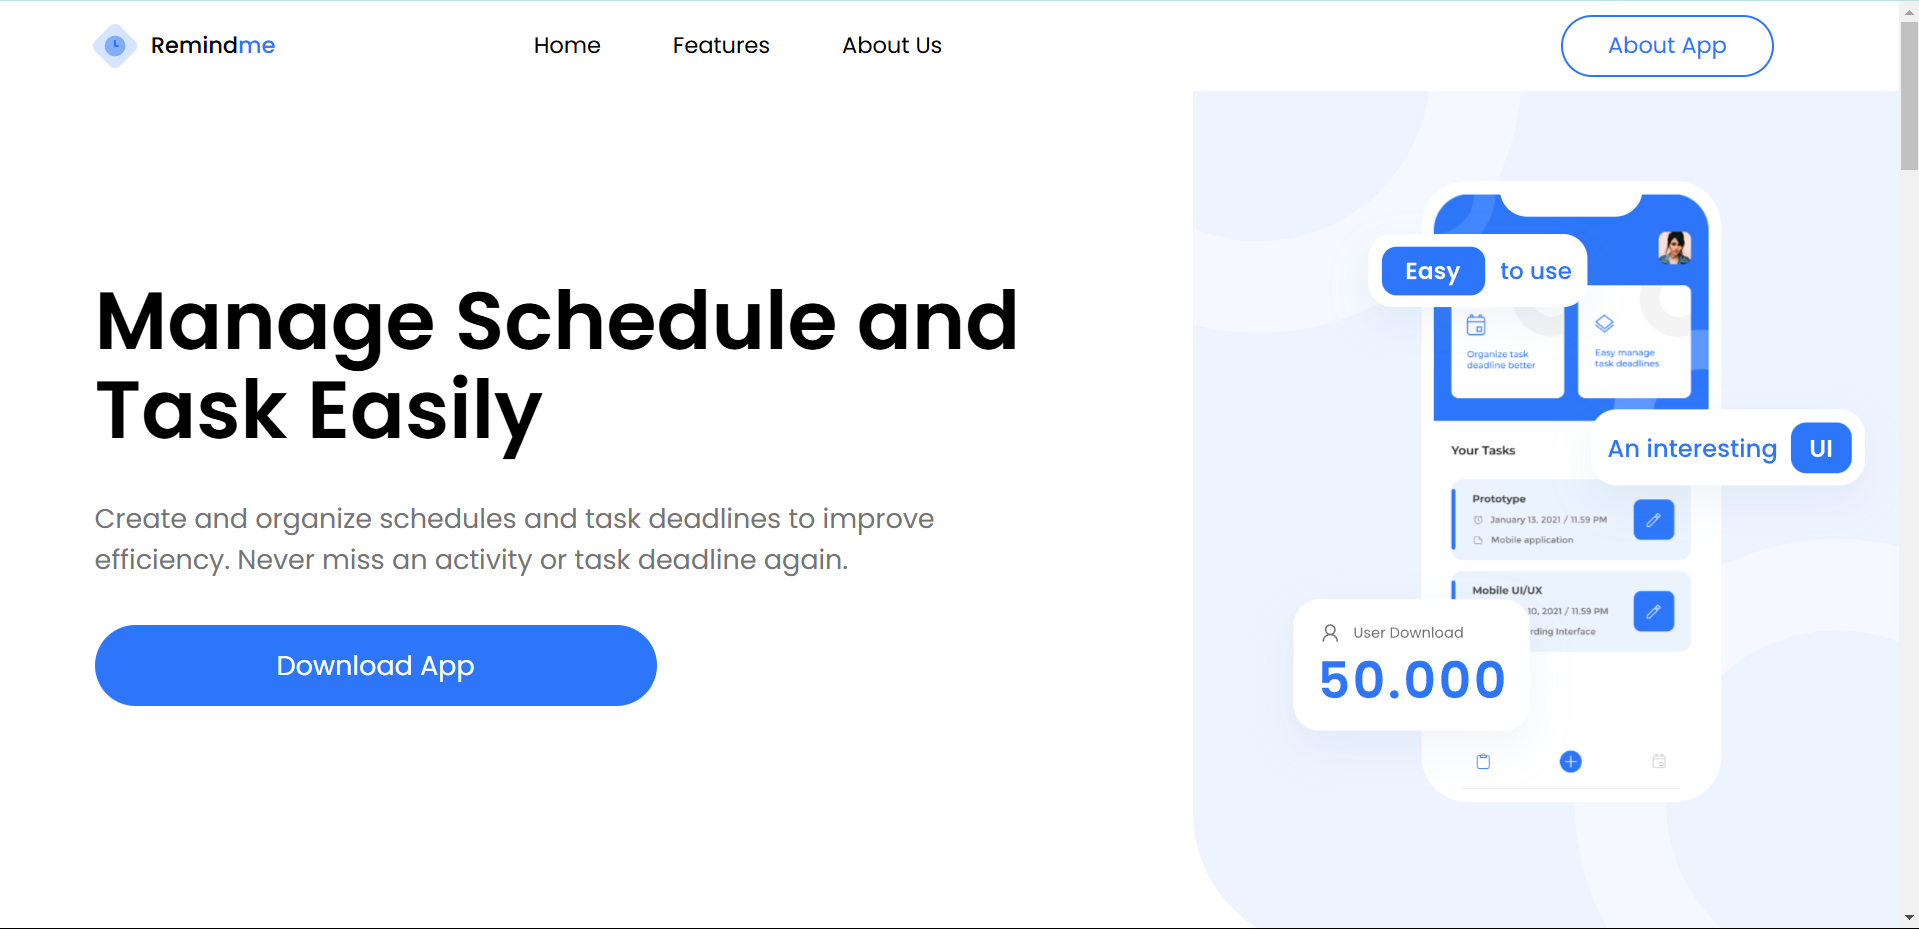 Remindme
Home
Features
About Us
About App
Manage Schedule and
Task Easily
Create and organize schedules and task deadlines to improve
efficiency. Never miss an activity or task deadline again.
Download App
Easy to use
Organize task
deadline better
Easy manage
task deadlines
An interesting UI
Your Tasks
Prototype
January 13, 2021 / 11.59 PM
Mobile application
Mobile UI/UX
10, 2021 / 11.59 PM
Interface
User Download
50.000